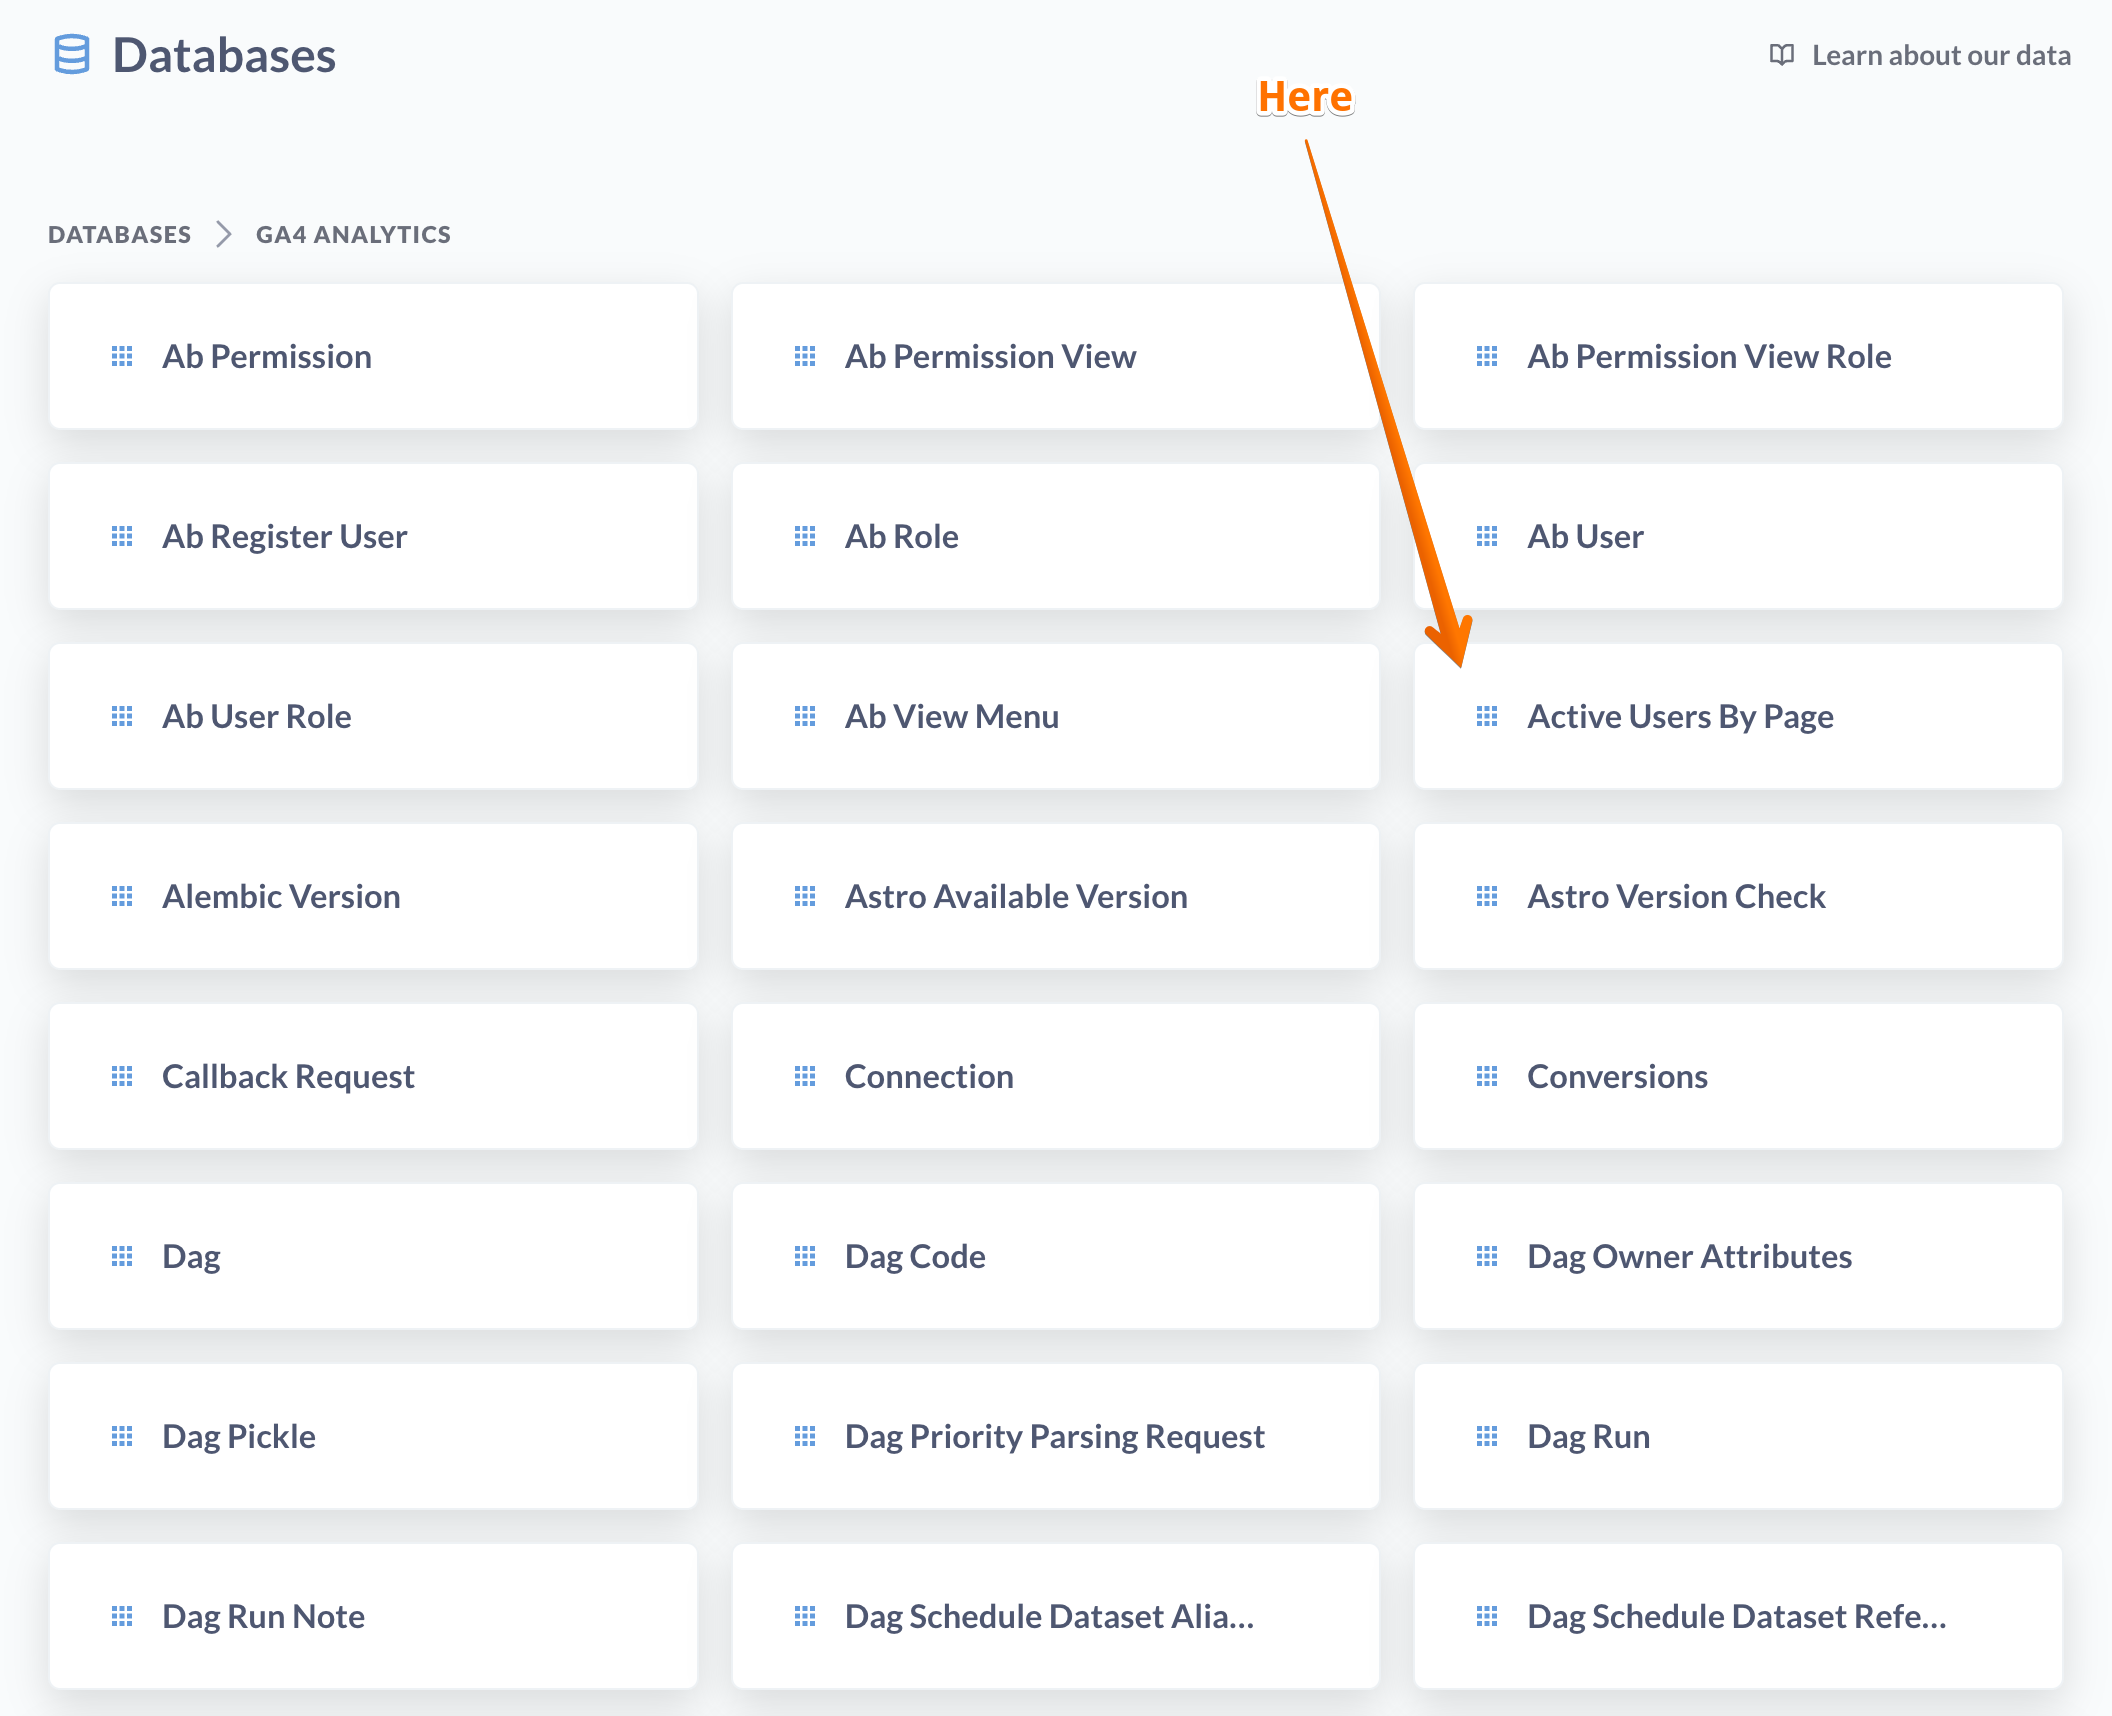 Databases
Learn about our data
Here
DATABASES > GA4 ANALYTICS
Ab Permission
Ab Permission View
Ab Permission View Role
Ab Register User
Ab Role
Ab User
Ab User Role
Ab View Menu
Active Users By Page
Alembic Version
Astro Available Version
Astro Version Check
Callback Request
Connection
Conversions
Dag
Dag Code
Dag Owner Attributes
Dag Pickle
Dag Priority Parsing Request
Dag Run
Dag Run Note
Dag Schedule Dataset Alia...
Dag Schedule Dataset Refe...